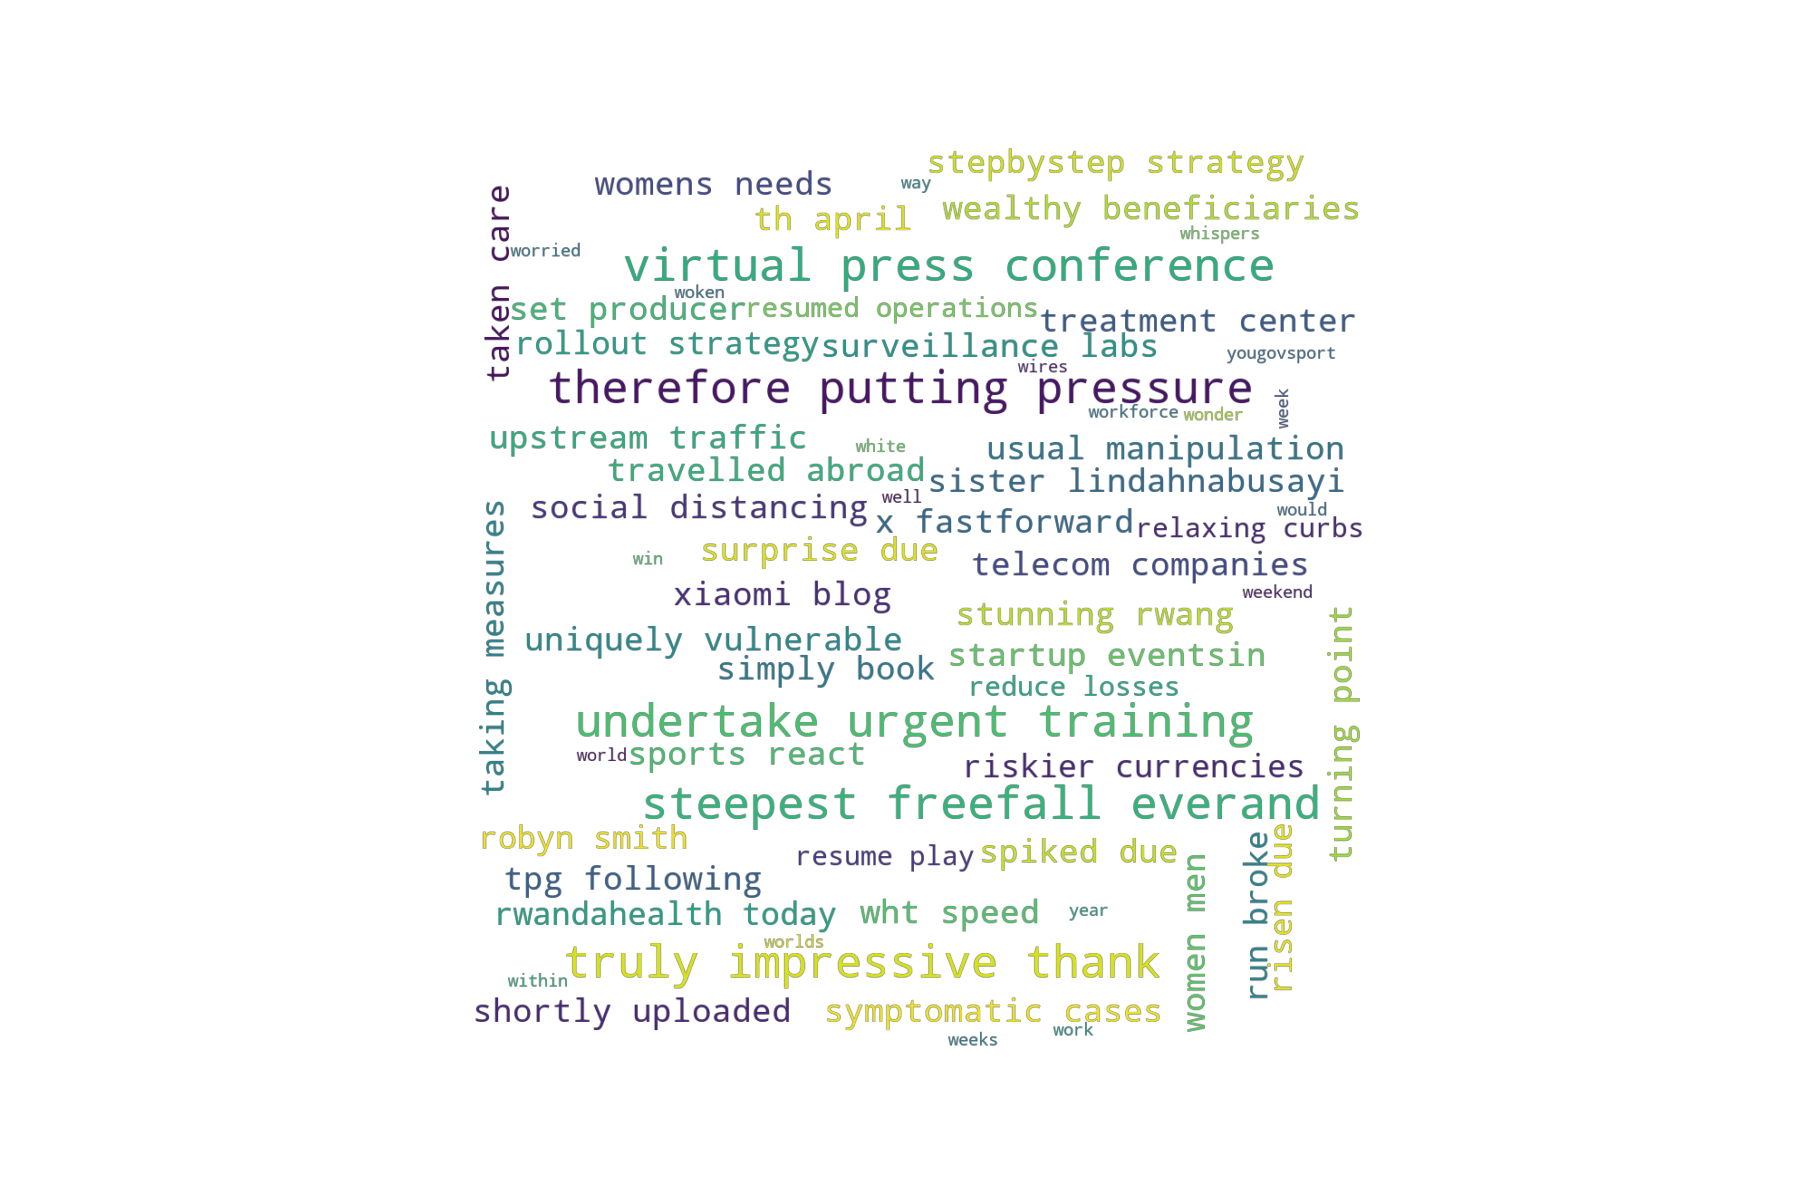 stepbystep strategy
womens needs
way
taken care
th april
wealthy beneficiaries
whispers
worried
virtual press conference
woken
set producer
resumed operations
treatment center
rollout strategy
surveillance labs
yougovsport
wires
therefore putting pressure
workforce
wonder
week
upstream traffic
white
usual manipulation
travelled abroad
sister lindahnabusayi
well
social distancing
x fastforward
would
relaxing curbs
taking measures
win
surprise due
telecom companies
xiaomi blog
weekend
stunning rwang
turning point
uniquely vulnerable
startup eventsin
simply book
reduce losses
undertake urgent training
world
sports react
riskier currencies
steepest freefall everand
robyn smith
resume play
spiked due
women men
run broke
risen due
tpg following
rwandahealth today
wht speed
year
worlds
truly impressive thank
within
shortly uploaded
symptomatic cases
work
weeks